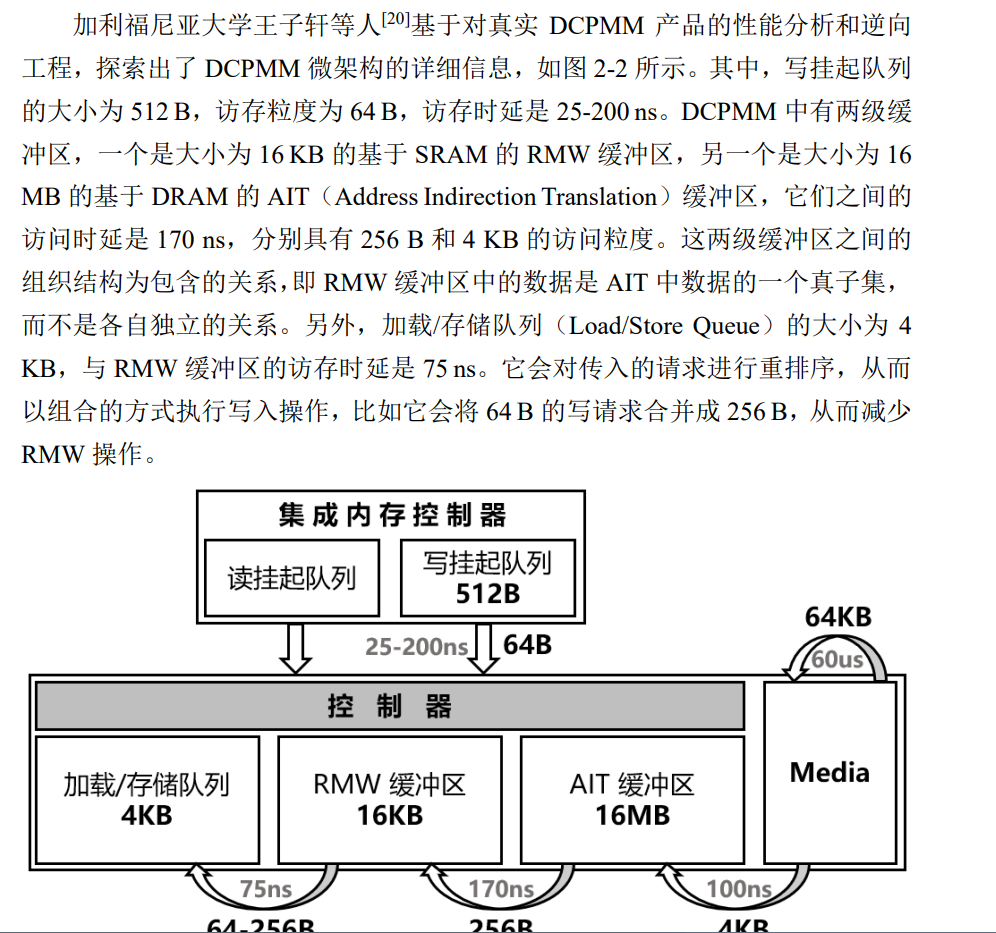 加利福尼亚大学王子轩等人[20]基于对真实 DCPMM 产品的性能分析和逆向
工程，探索出了 DCPMM 微架构的详细信息，如图 2-2 所示。其中，写挂起队列
的大小为 512 B，访存粒度为 64 B，访存时延是 25-200 ns。DCPMM 中有两级缓
冲区，一个是大小为 16 KB 的基于 SRAM 的 RMW 缓冲区，另一个是大小为 16
MB 的基于 DRAM 的 AIT（Address Indirection Translation）缓冲区，它们之间的
访问时延是 170 ns，分别具有 256 B 和 4 KB 的访问粒度。这两级缓冲区之间的
组织结构为包含的关系，即 RMW 缓冲区中的数据是 AIT 中数据的一个真子集，
而不是各自独立的关系。另外，加载/存储队列（Load/Store Queue）的大小为 4
KB，与 RMW 缓冲区的访存时延是 75 ns。它会对传入的请求进行重排序，从而
以组合的方式执行写入操作，比如它会将 64 B 的写请求合并成 256 B，从而减少
RMW 操作。
集成内存控制器
读挂起队列
写挂起队列
512B
25-200ns
64B
64KB
60us
控 制 器
加载/存储队列
4KB
RMW 缓冲区
16KB
AIT 缓冲区
16MB
Media
75ns
170ns
100ns
64-256B
256B
4KB